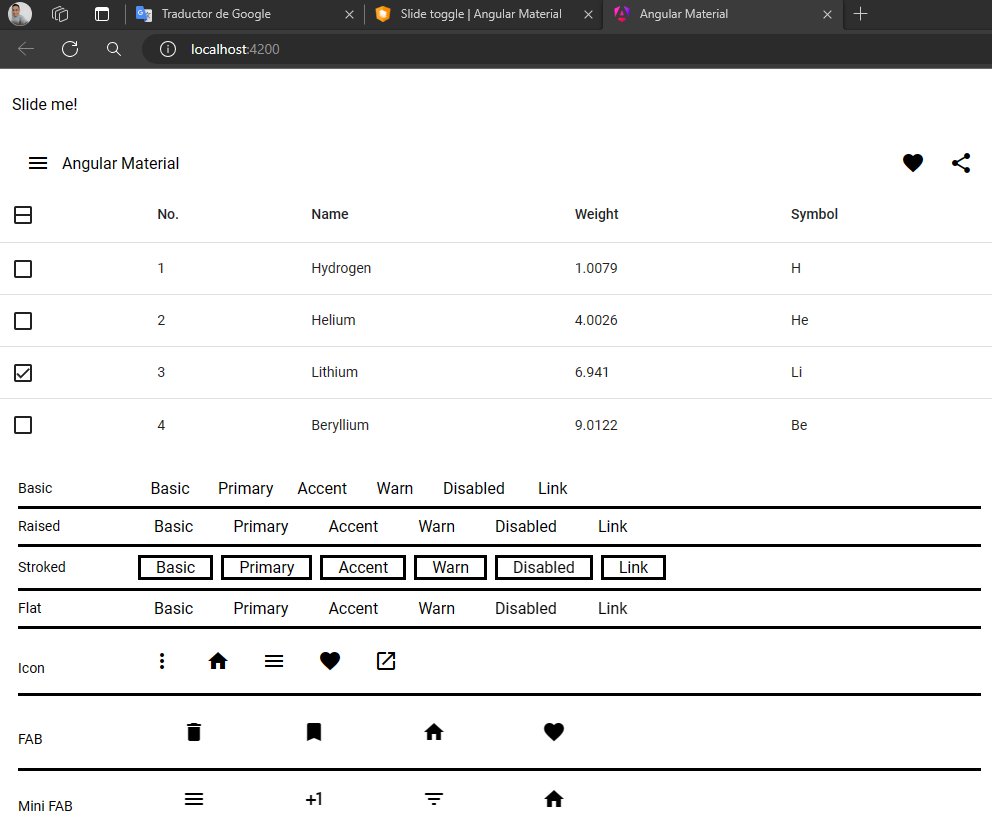 Traductor de Google
Slide toggle | Angular Material
Angular Material
localhost:4200
Slide me!
Angular Material
No. Name Weight Symbol
1 Hydrogen 1.0079 H
2 Helium 4.0026 He
3 Lithium 6.941 Li
4 Beryllium 9.0122 Be
Basic Basic Primary Accent Warn Disabled Link
Raised Basic Primary Accent Warn Disabled Link
Stroked Basic Primary Accent Warn Disabled Link
Flat Basic Primary Accent Warn Disabled Link
Icon
FAB
Mini FAB +1